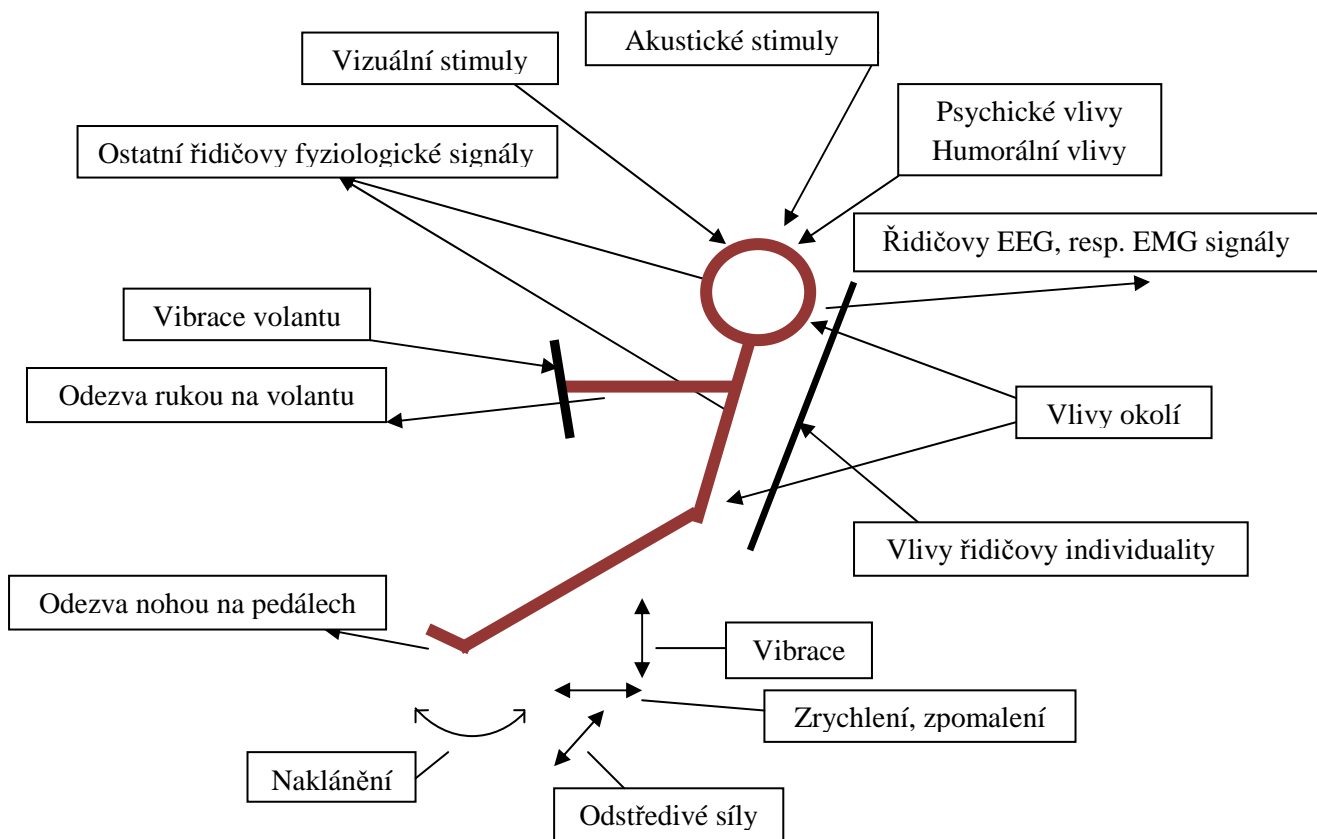 Akustické stimuly
Vizuální stimuly
Psychické vlivy
Humorální vlivy
Ostatní řidičovy fyziologické signály
Řidičovy EEG, resp. EMG signály
Vibrace volantu
Odezva rukou na volantu
Vlivy okolí
Vlivy řidičovy individuality
Odezva nohou na pedálech
Vibrace
Zrychlení, zpomalení
Naklánění
Odstředivé síly